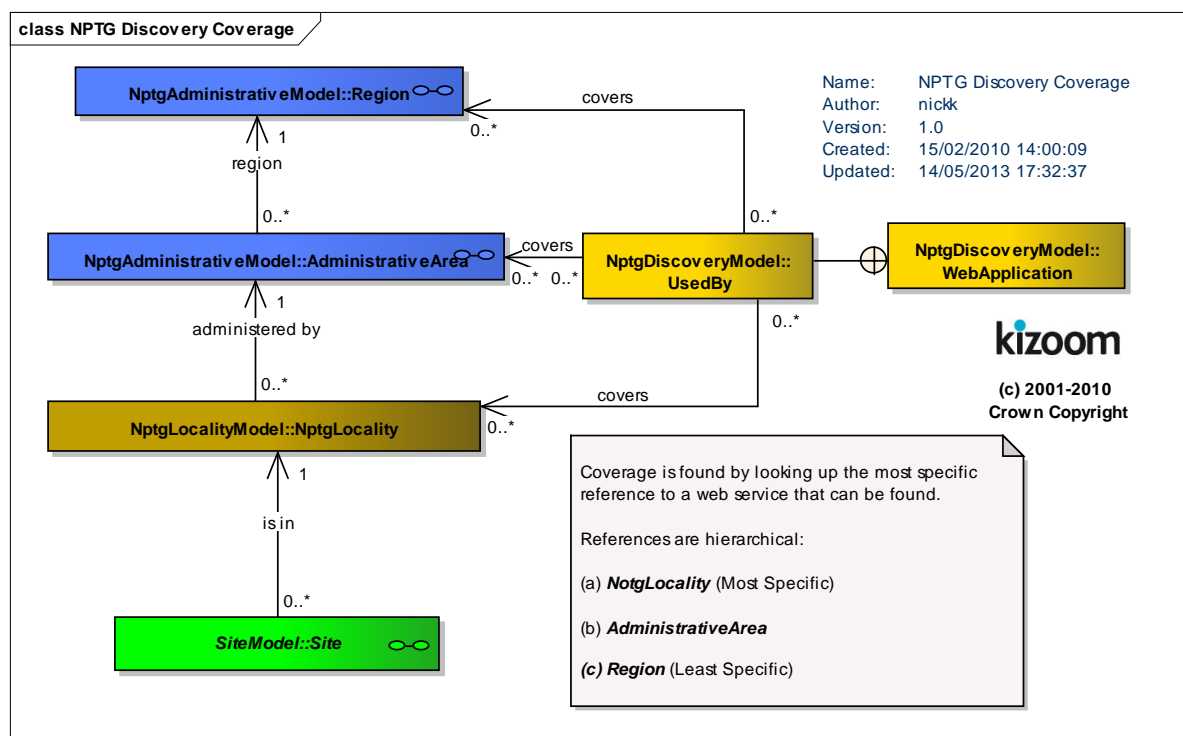 class NPTG Discovery Coverage
NptgAdministrativeModel::Region
covers
0..*
1
region
0..*
0..*
Name: NPTG Discovery Coverage
Author: nickk
Version: 1.0
Created: 15/02/2010 14:00:09
Updated: 14/05/2013 17:32:37
NptgAdministrativeModel::AdministrativeArea
covers
0..*
0..*
NptgDiscoveryModel::
UsedBy
NptgDiscoveryModel::
WebApplication
1
administered by
0..*
0..*
kizoom
(c) 2001-2010
Crown Copyright
NptgLocalityModel::NptgLocality
covers
0..*
1
is in
0..*
SiteModel::Site
Coverage is found by looking up the most specific
reference to a web service that can be found.
References are hierarchical:
(a) NotgLocality (Most Specific)
(b) AdministrativeArea
(c) Region (Least Specific)